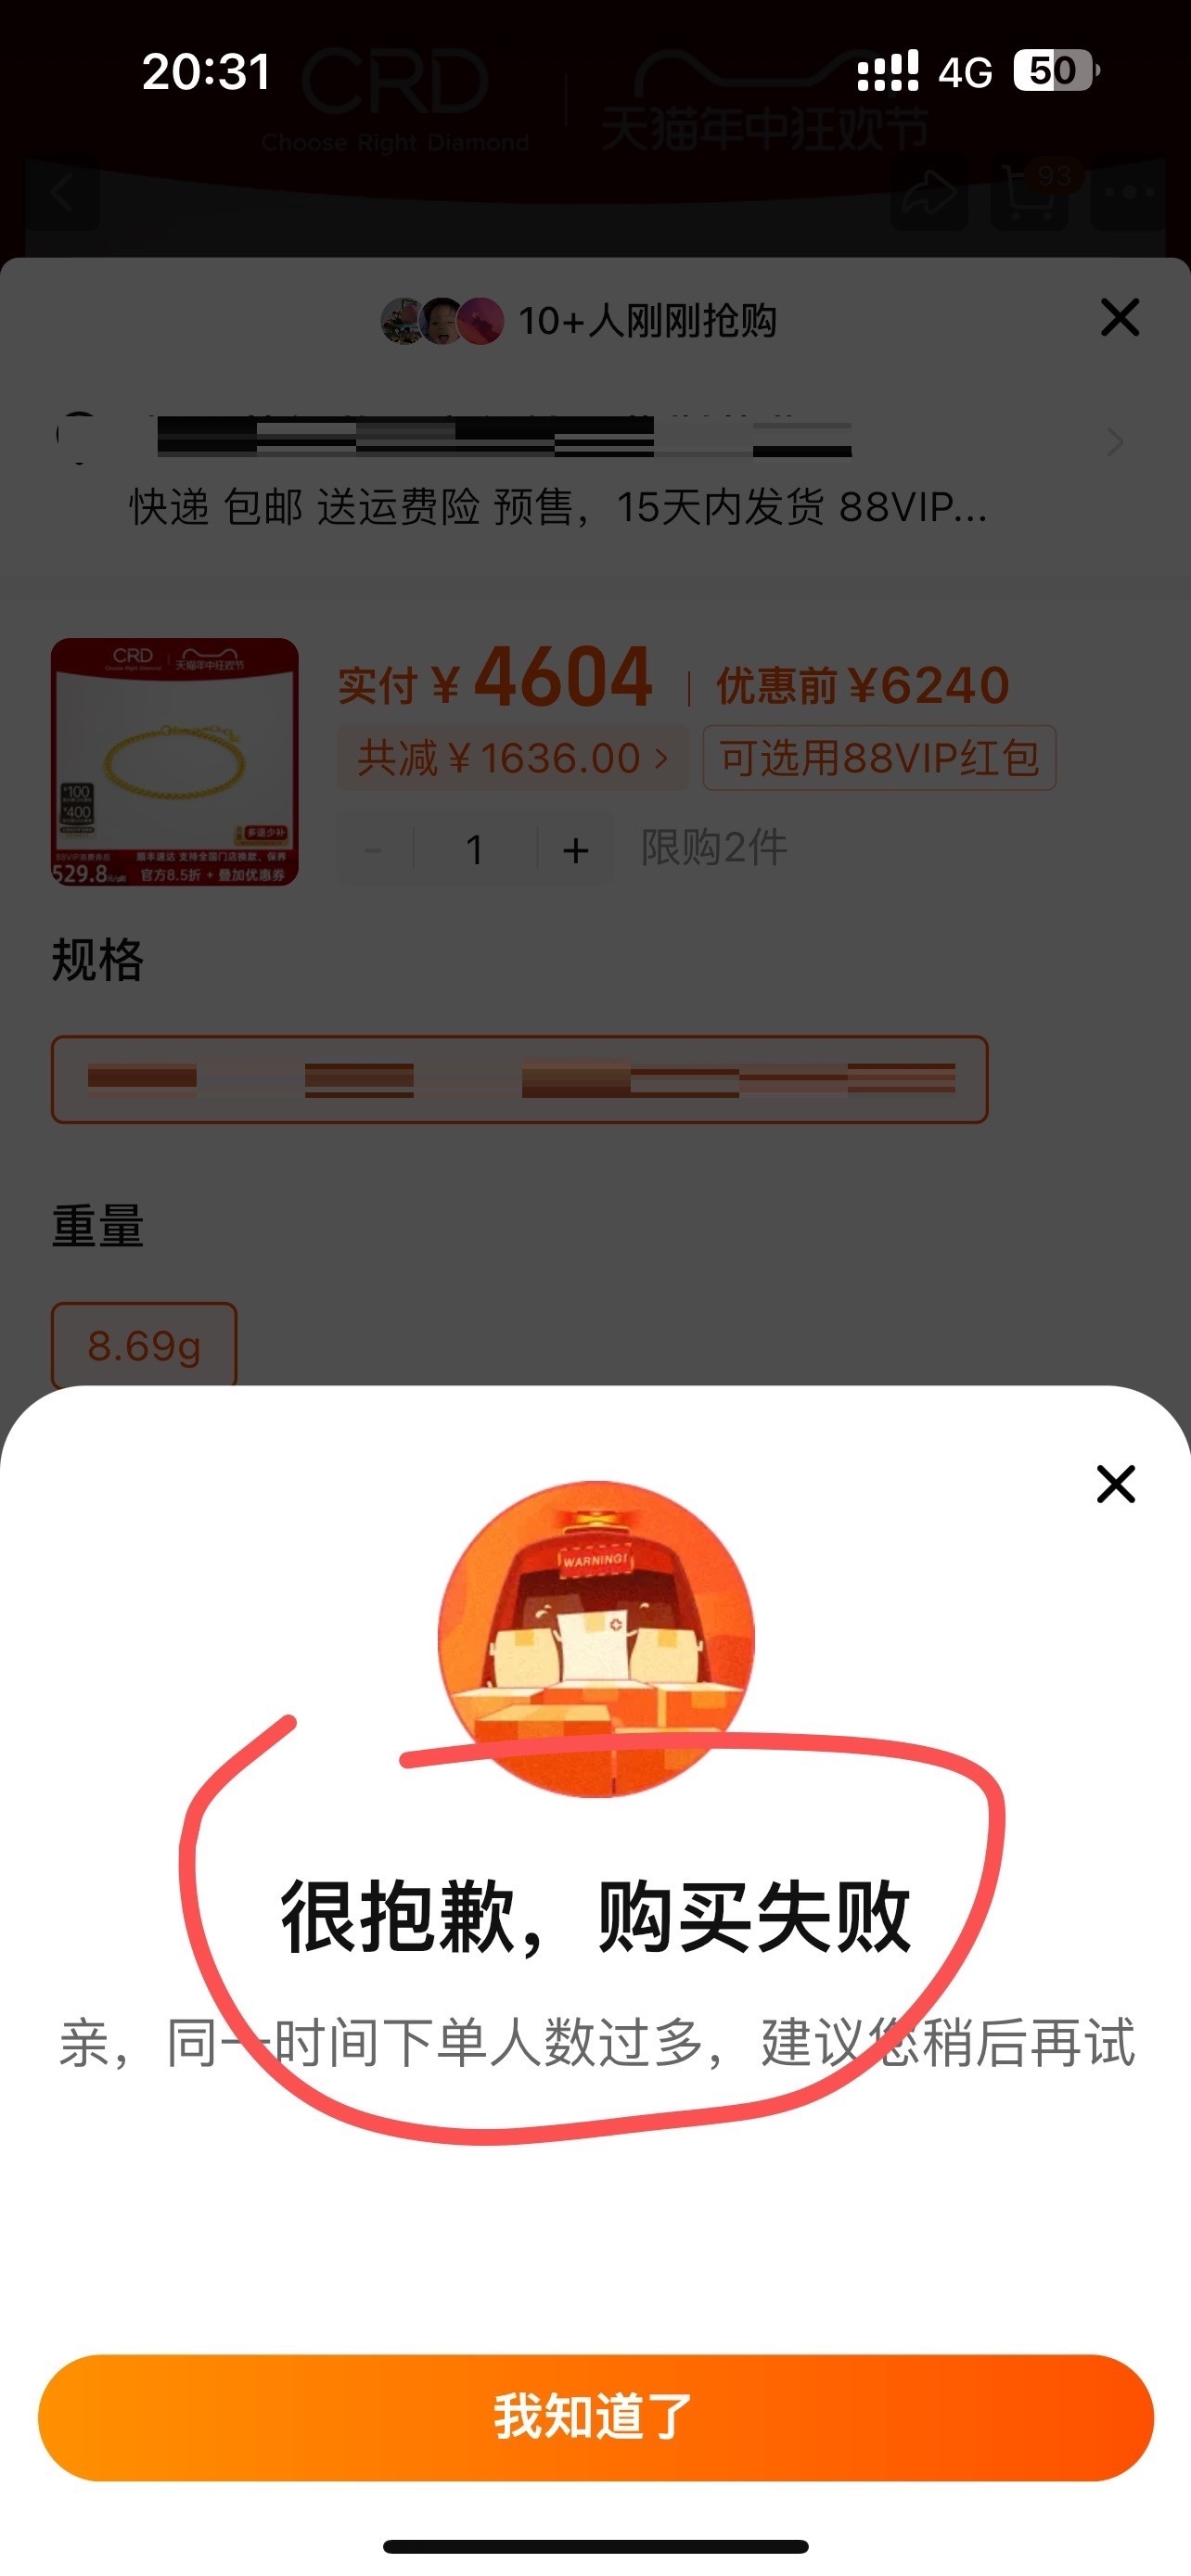 20:31
4G
50
CRD
Choose Right Diamond
天猫年中狂欢节
93
10+人刚刚抢购
快递 包邮 送运费险 预售，15天内发货 88VIP...
CRD
Choose Right Diamond
天猫年中狂欢节
¥100
¥400
多退少补
88VIP消费券后
顺丰速达 支持全国门店换款、保养
529.8
官方8.5折 + 叠加优惠券
实付 ¥ 4604 | 优惠前 ¥6240
共减 ¥ 1636.00 >
可选用88VIP红包
- 1 +
限购2件
规格
重量
8.69g
WARNING!
很抱歉，购买失败
亲，同一时间下单人数过多，建议您稍后再试
我知道了